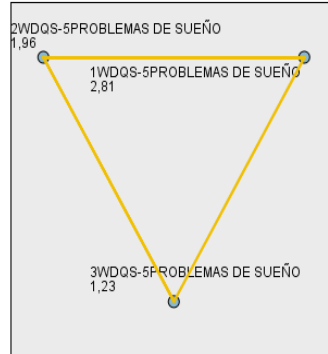 2WDQS-5PROBLEMAS DE SUEÑO
1,96
1WDQS-5PROBLEMAS DE SUEÑO
2,81
3WDQS-5PROBLEMAS DE SUEÑO
1,23